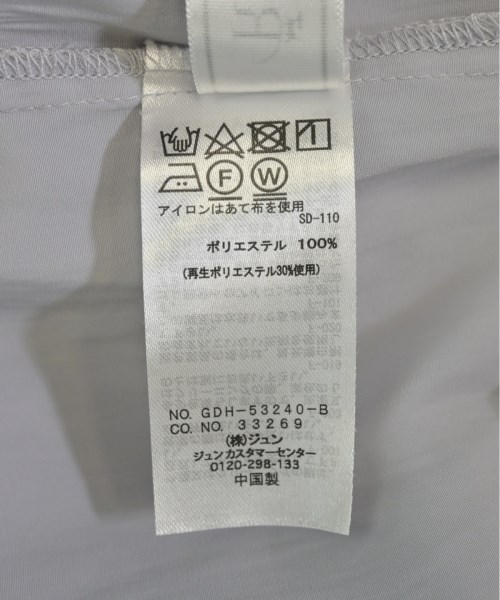 F W
アイロンはあて布を使用
SD-110
ポリエステル 100%
(再生ポリエステル30%使用)
NO. GDH-53240-B
CO. NO. 33269
(株)ジュン
ジュンカスタマーセンター
0120-298-133
中国製